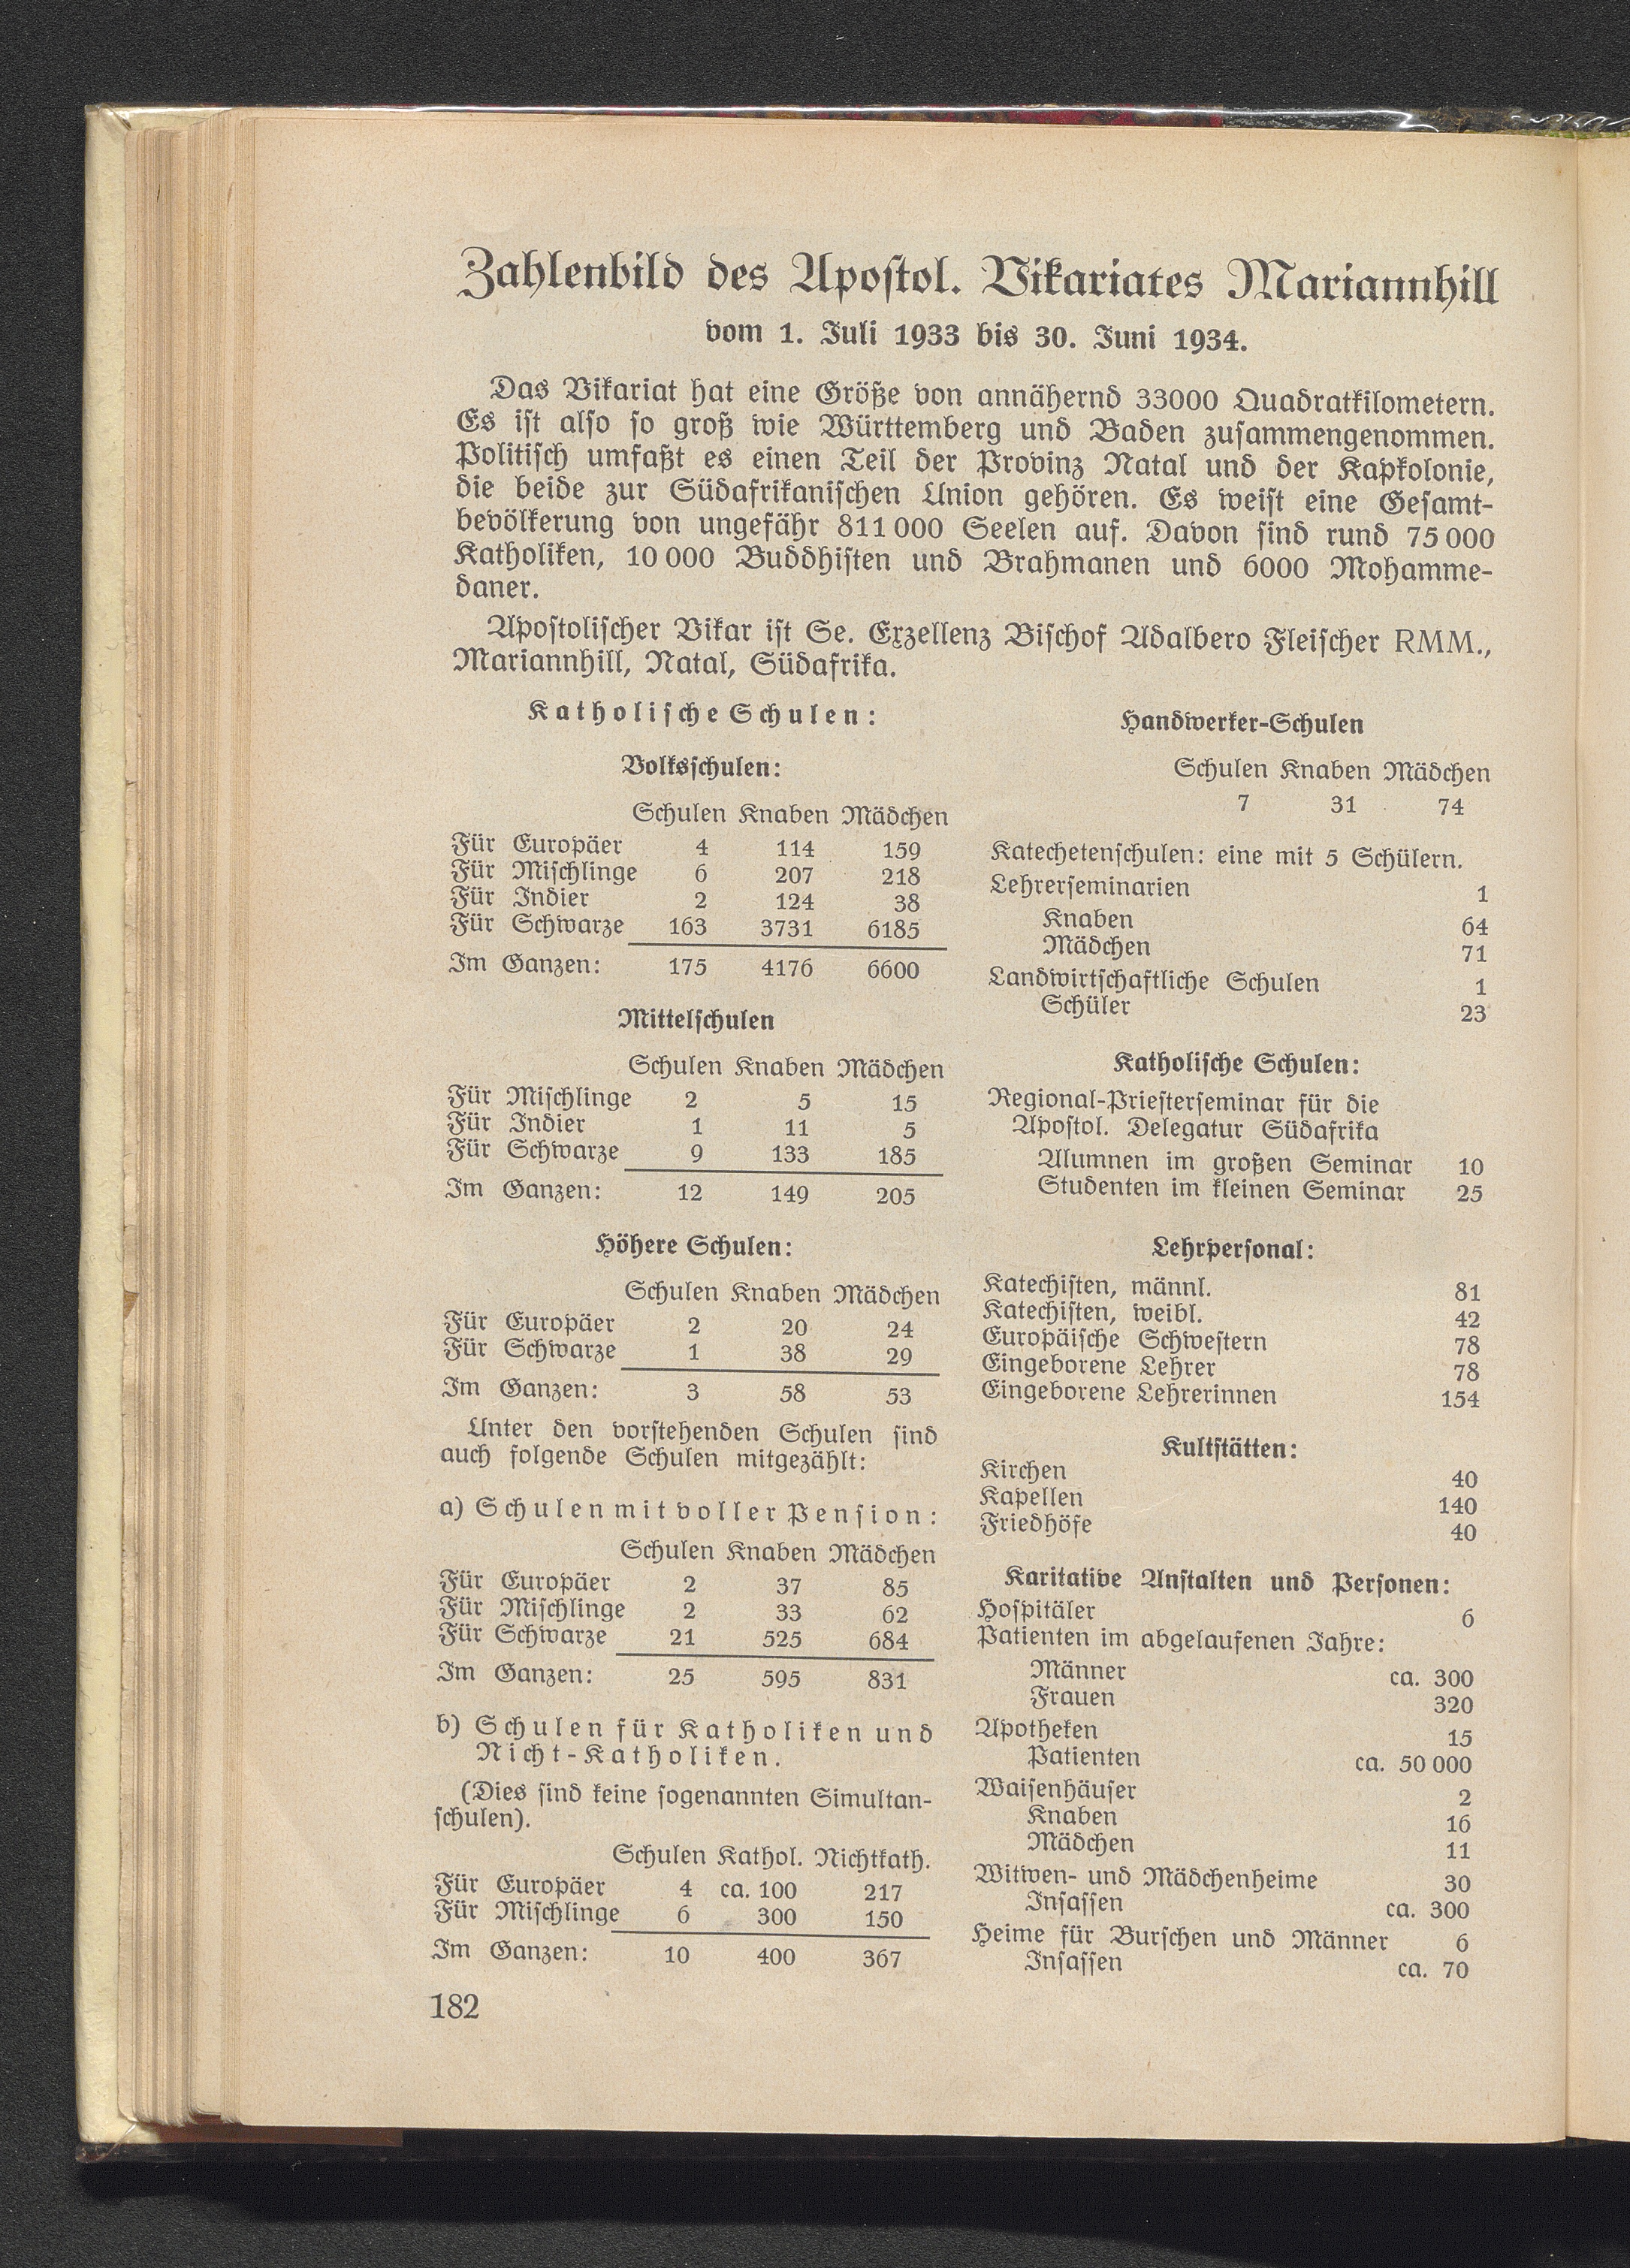 Zahlenbild des Apostol. Vikariates Mariannhill
vom 1. Juli 1933 bis 30. Juni 1934.
Das Vikariat hat eine Größe von annähernd 33000 Quadratkilometern.
Es ist also so groß wie Württemberg und Baden zusammengenommen.
Politisch umfaßt es einen Teil der Provinz Natal und der Kapkolonie,
die beide zur Südafrikanischen Union gehören. Es weist eine Gesamt-
bevölkerung von ungefähr 811 000 Seelen auf. Davon sind rund 75 000
Katholiken, 10 000 Buddhisten und Brahmanen und 6000 Mohamme-
daner.
Apostolischer Vikar ist Se. Exzellenz Bischof Adalbero Fleischer RMM.,
Mariannhill, Natal, Südafrika.
Katholische Schulen:
Volksschulen:
Schulen Knaben Mädchen
Für Europäer 4 114 159
Für Mischlinge 6 207 218
Für Indier 2 124 38
Für Schwarze 163 3731 6185
Im Ganzen: 175 4176 6600
Mittelschulen
Schulen Knaben Mädchen
Für Mischlinge 2 5 15
Für Indier 1 11 5
Für Schwarze 9 133 185
Im Ganzen: 12 149 205
Höhere Schulen:
Schulen Knaben Mädchen
Für Europäer 2 20 24
Für Schwarze 1 38 29
Im Ganzen: 3 58 53
Unter den vorstehenden Schulen sind
auch folgende Schulen mitgezählt:
a) Schulen mit voller Pension:
Schulen Knaben Mädchen
Für Europäer 2 37 85
Für Mischlinge 2 33 62
Für Schwarze 21 525 684
Im Ganzen: 25 595 831
b) Schulen für Katholiken und
Nicht-Katholiken.
(Dies sind keine sogenannten Simultan-
schulen).
Schulen Kathol. Nichtkath.
Für Europäer 4 ca. 100 217
Für Mischlinge 6 300 150
Im Ganzen: 10 400 367
182
Handwerker-Schulen
Schulen Knaben Mädchen
7 31 74
Katechetenschulen: eine mit 5 Schülern.
Lehrerseminarien 1
Knaben 64
Mädchen 71
Landwirtschaftliche Schulen 1
Schüler 23
Katholische Schulen:
Regional-Priesterseminar für die
Apostol. Delegatur Südafrika
Alumnen im großen Seminar 10
Studenten im kleinen Seminar 25
Lehrpersonal:
Katechisten, männl. 81
Katechisten, weibl. 42
Europäische Schwestern 78
Eingeborene Lehrer 78
Eingeborene Lehrerinnen 154
Kultstätten:
Kirchen 40
Kapellen 140
Friedhöfe 40
Karitative Anstalten und Personen:
Hospitäler 6
Patienten im abgelaufenen Jahre:
Männer ca. 300
Frauen 320
Apotheken 15
Patienten ca. 50 000
Waisenhäuser 2
Knaben 16
Mädchen 11
Witwen- und Mädchenheime 30
Insassen ca. 300
Heime für Burschen und Männer 6
Insassen ca. 70